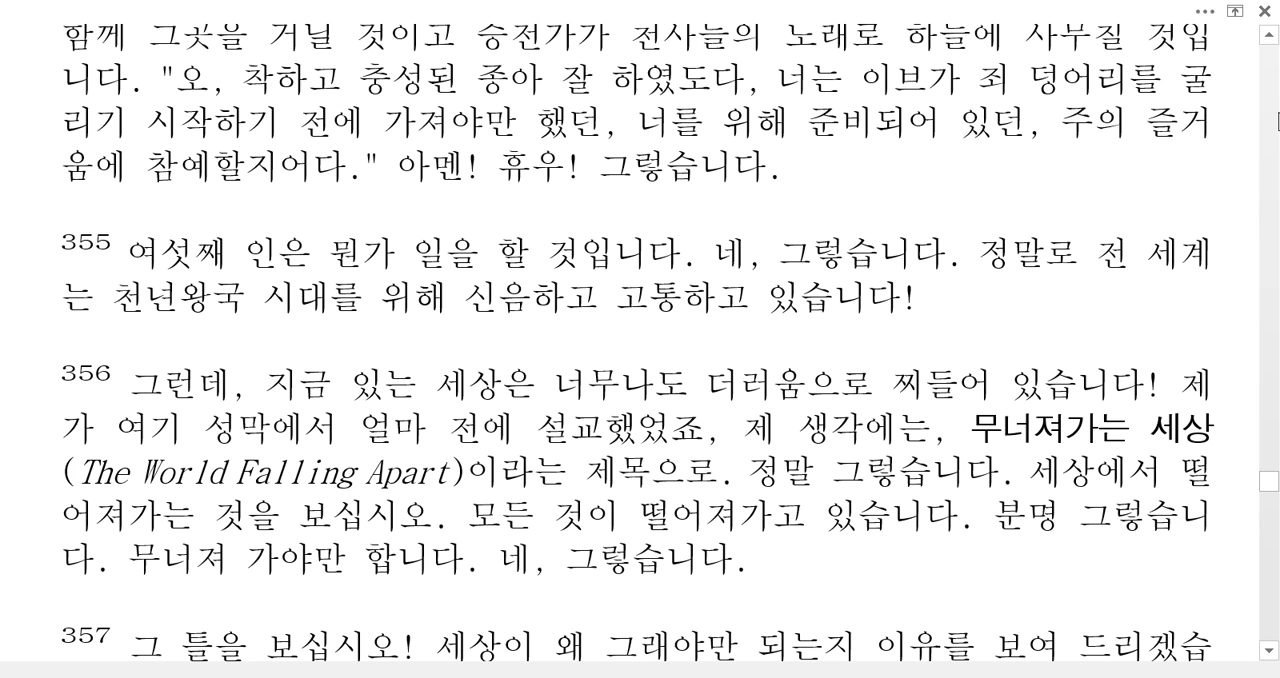 함께 그곳을 거닐 것이고 승전가가 천사들의 노래로 하늘에 사무칠 것입
니다. "오, 착하고 충성된 종아 잘 하였도다, 너는 이브가 죄 덩어리를 굴
리기 시작하기 전에 가져야만 했던, 너를 위해 준비되어 있던, 주의 즐거
움에 참예할지어다." 아멘! 휴우! 그렇습니다.
355 여섯째 인은 뭔가 일을 할 것입니다. 네, 그렇습니다. 정말로 전 세계
는 천년왕국 시대를 위해 신음하고 고통하고 있습니다!
356 그런데, 지금 있는 세상은 너무나도 더러움으로 찌들어 있습니다! 제
가 여기 성막에서 얼마 전에 설교했었죠, 제 생각에는, 무너져가는 세상
(The World Falling Apart)이라는 제목으로. 정말 그렇습니다. 세상에서 떨
어져가는 것을 보십시오. 모든 것이 떨어져가고 있습니다. 분명 그렇습니
다. 무너져 가야만 합니다. 네, 그렇습니다.
357 그 틀을 보십시오! 세상이 왜 그래야만 되는지 이유를 보여 드리겠습